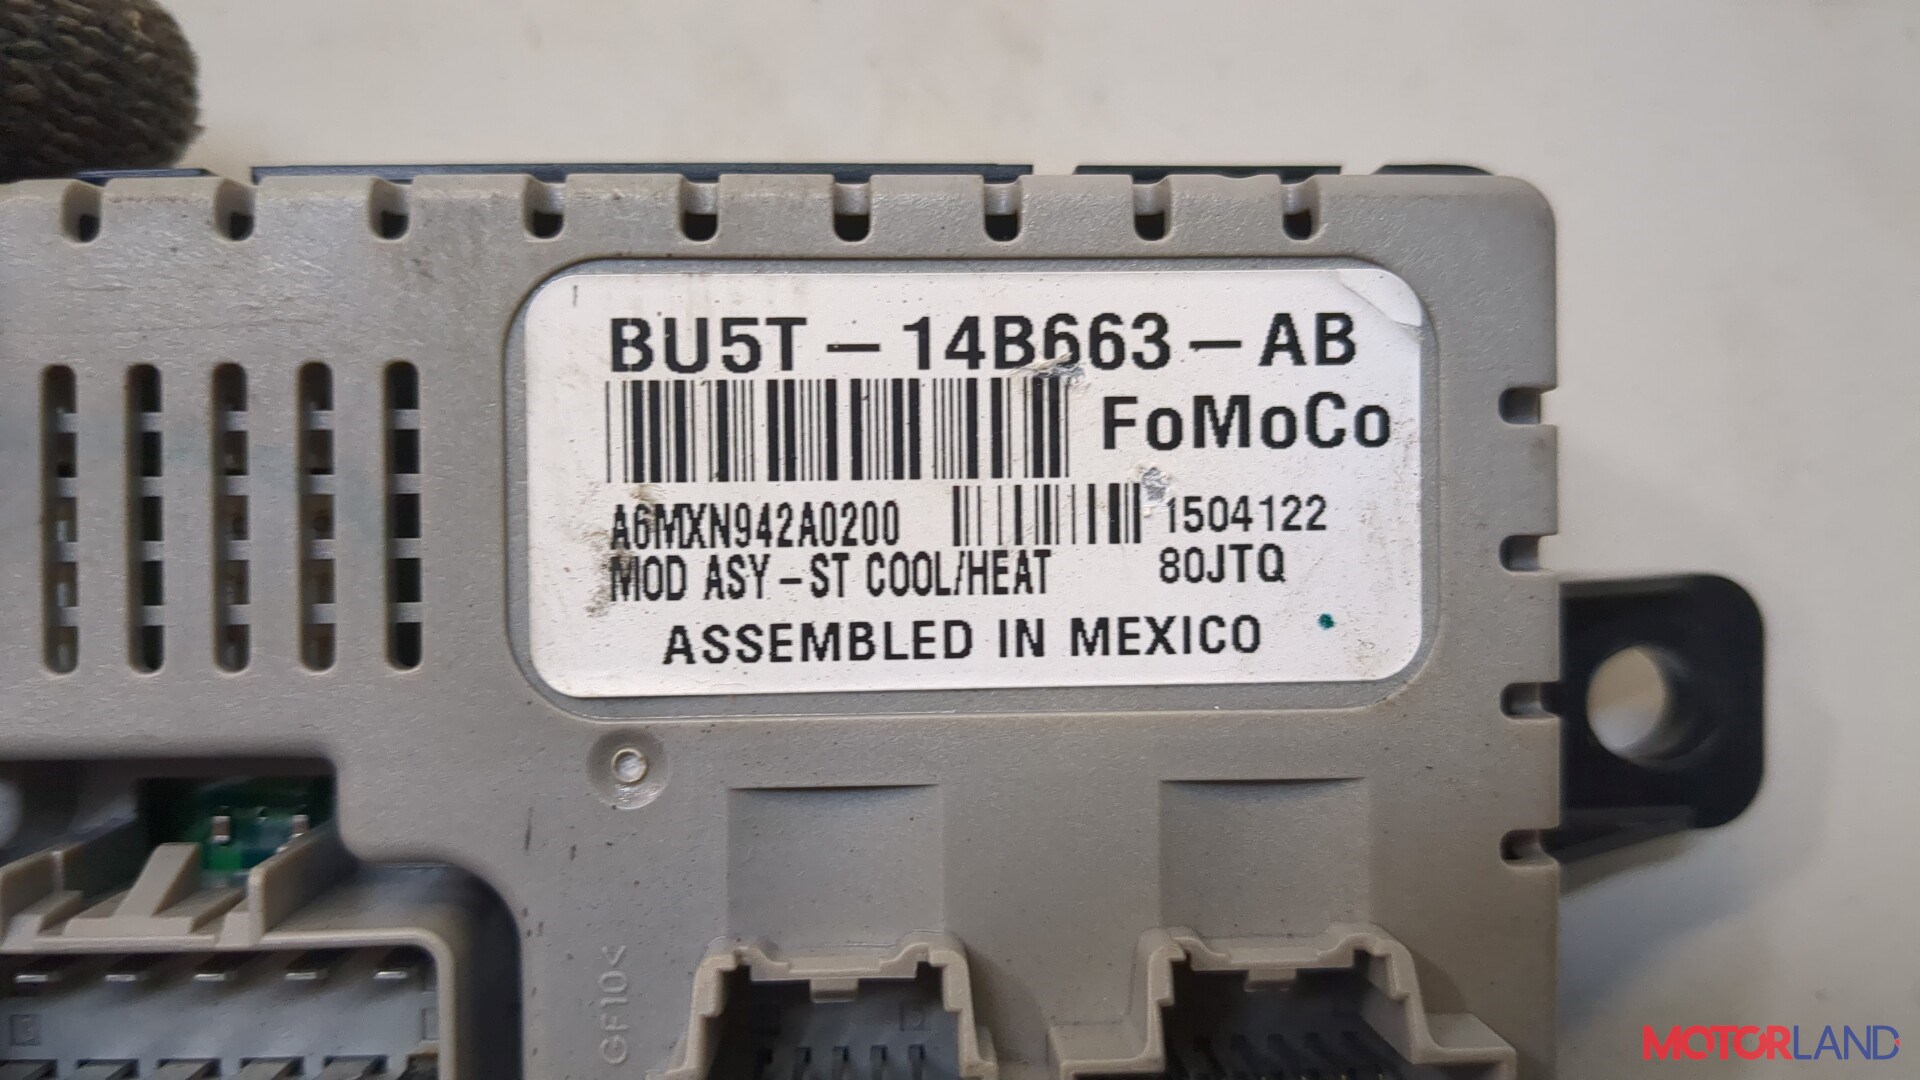 BU5T-14B663-AB
FoMoCo
A6MXN942A0200
1504122
MOD ASY-ST COOL/HEAT
80JTQ
ASSEMBLED IN MEXICO
GF10<
MOTORLAND